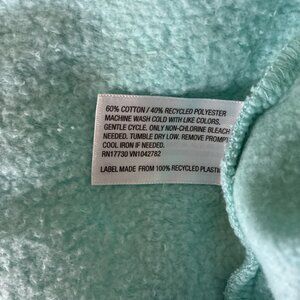 60% COTTON / 40% RECYCLED POLYESTER
MACHINE WASH COLD WITH LIKE COLORS,
GENTLE CYCLE. ONLY NON-CHLORINE BLEACH
NEEDED. TUMBLE DRY LOW. REMOVE PROMPT
COOL IRON IF NEEDED.
RN17730 VN1042782
LABEL MADE FROM 100% RECYCLED PLASTIC